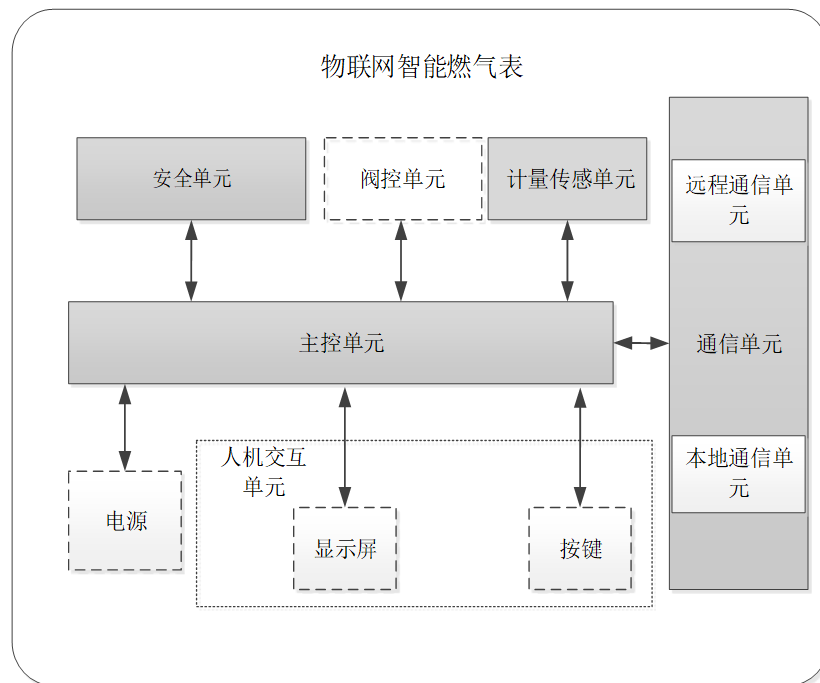 物联网智能燃气表
安全单元
阀控单元
计量传感单元
远程通信单
元
主控单元
通信单元
人机交互
单元
本地通信单
元
电源
显示屏
按键